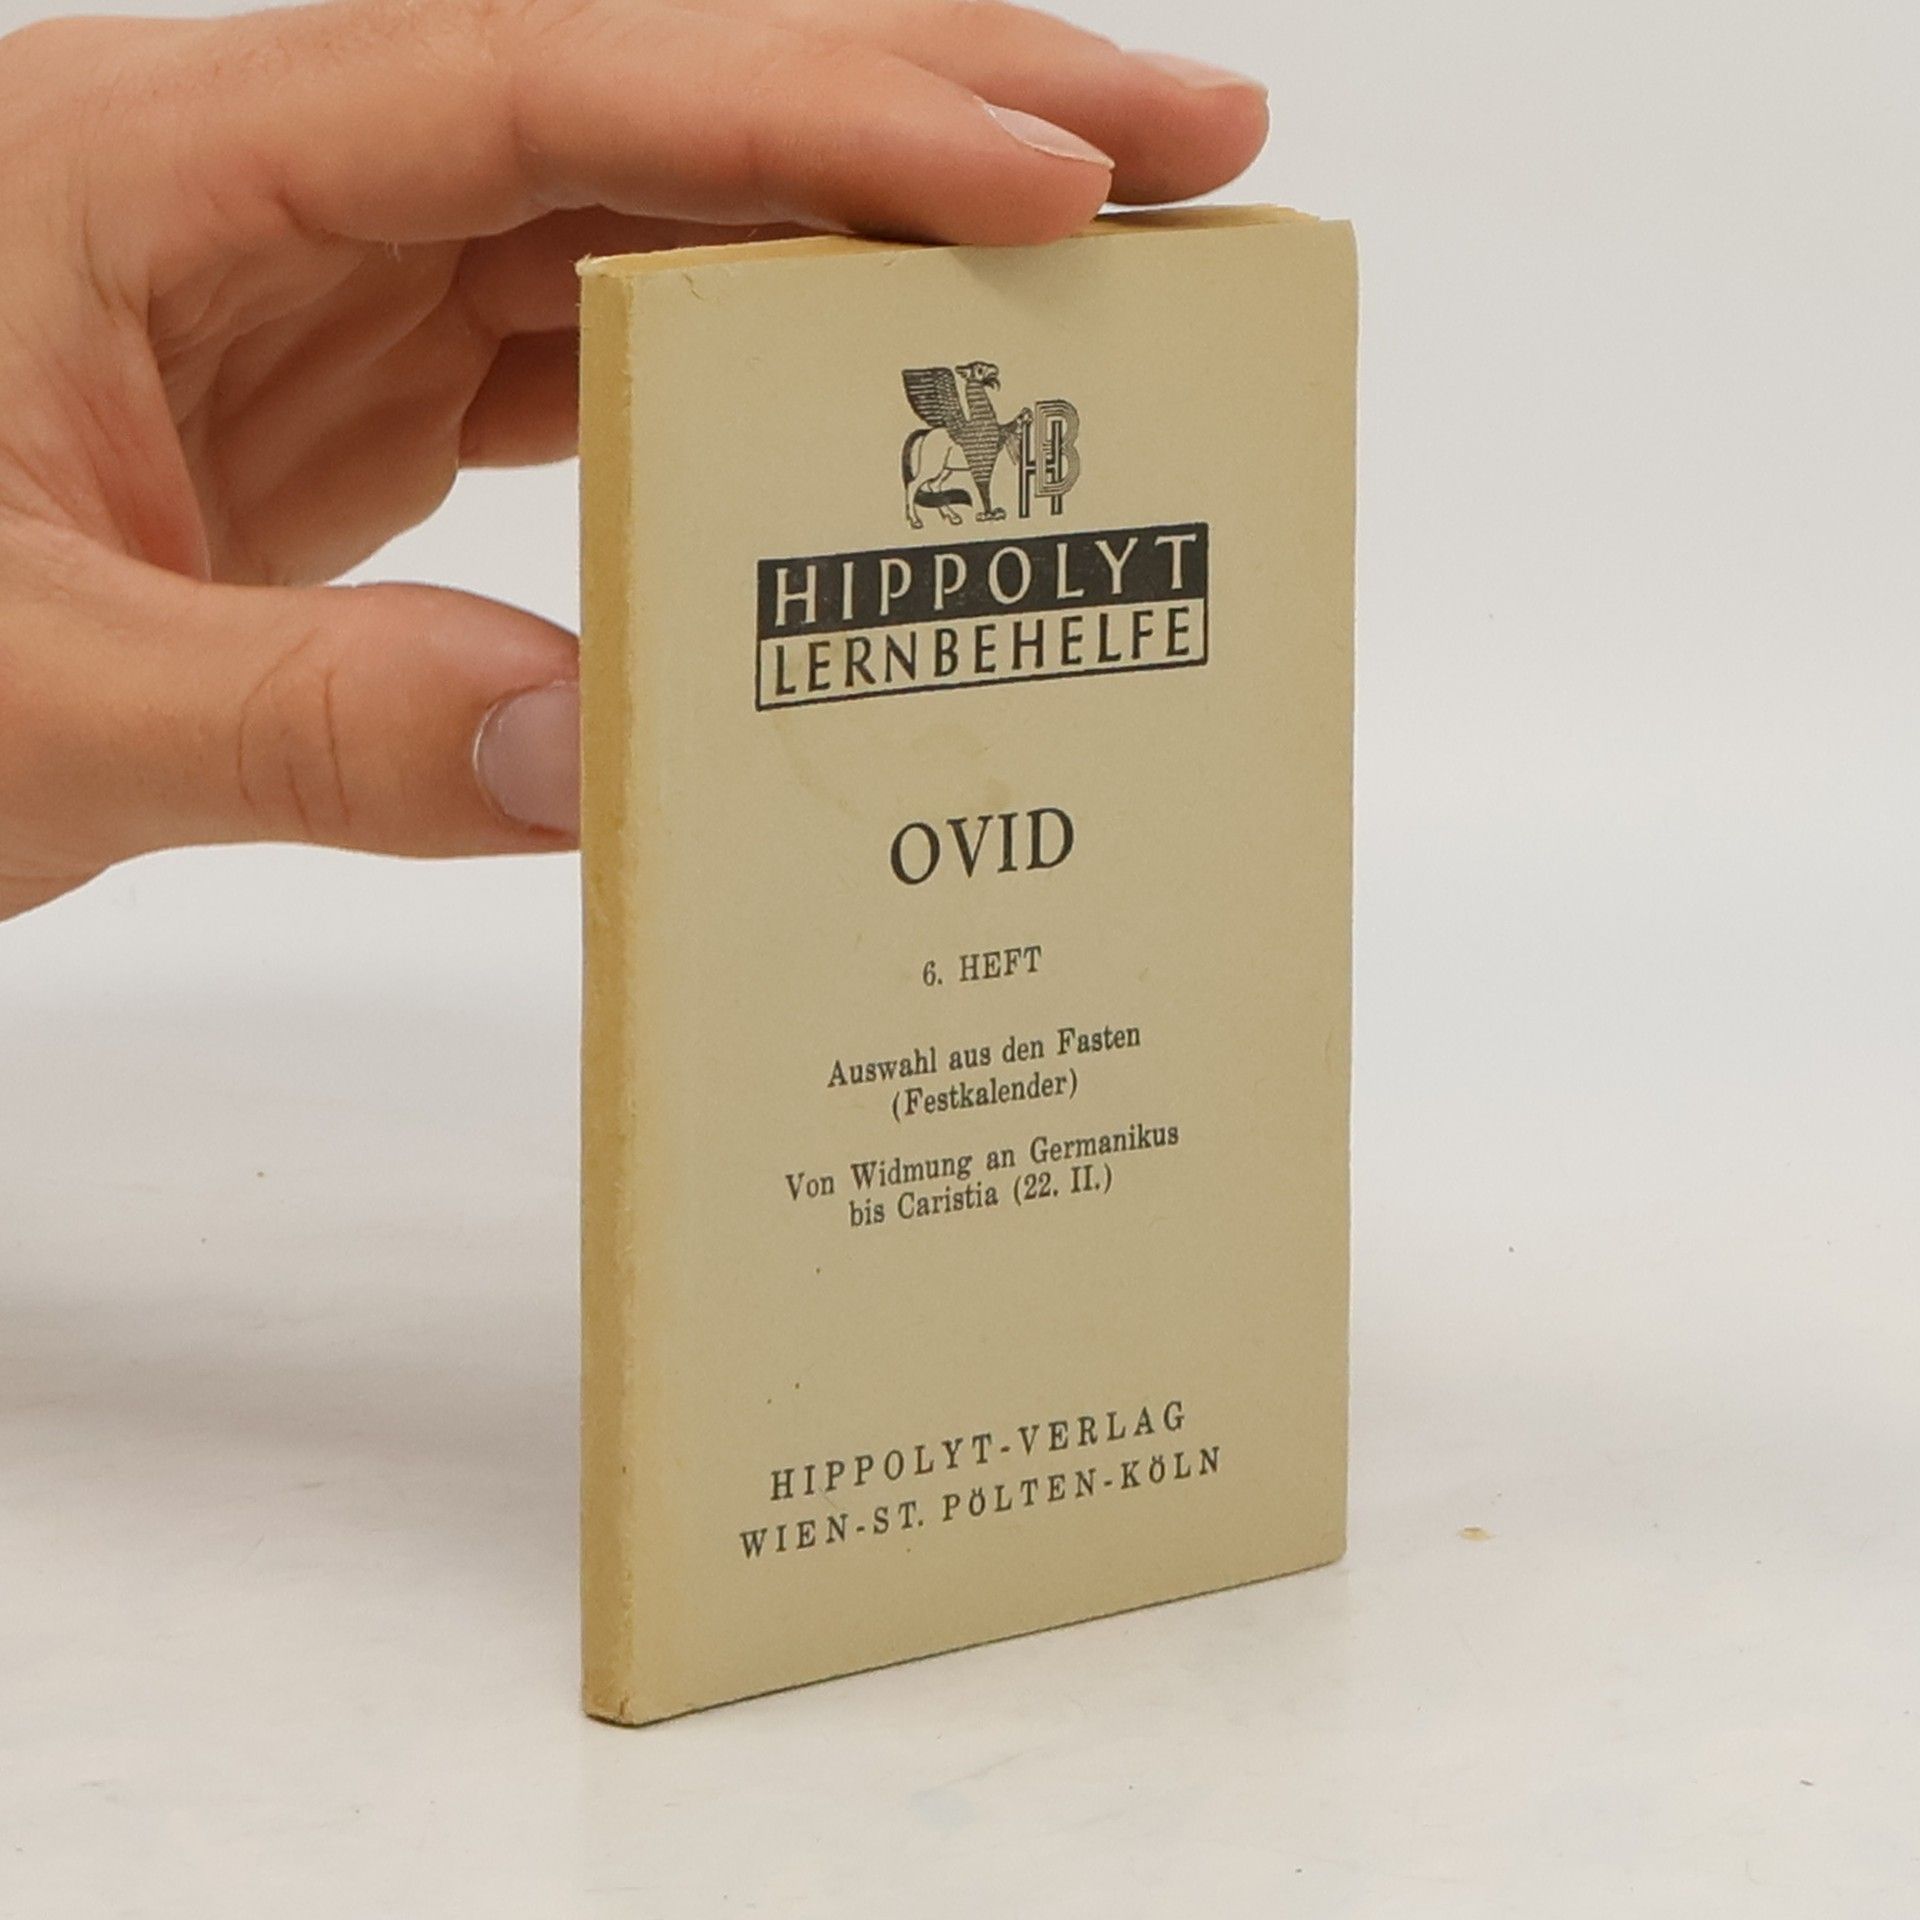 HB
HIPPOLYT
LERNBEHELFE
OVID
6. HEFT
Auswahl aus den Fasten
(Festkalender)
Von Widmung an Germanikus
bis Caristia (22. II.)
HIPPOLYT-VERLAG
WIEN-ST. PÖLTEN-KÖLN